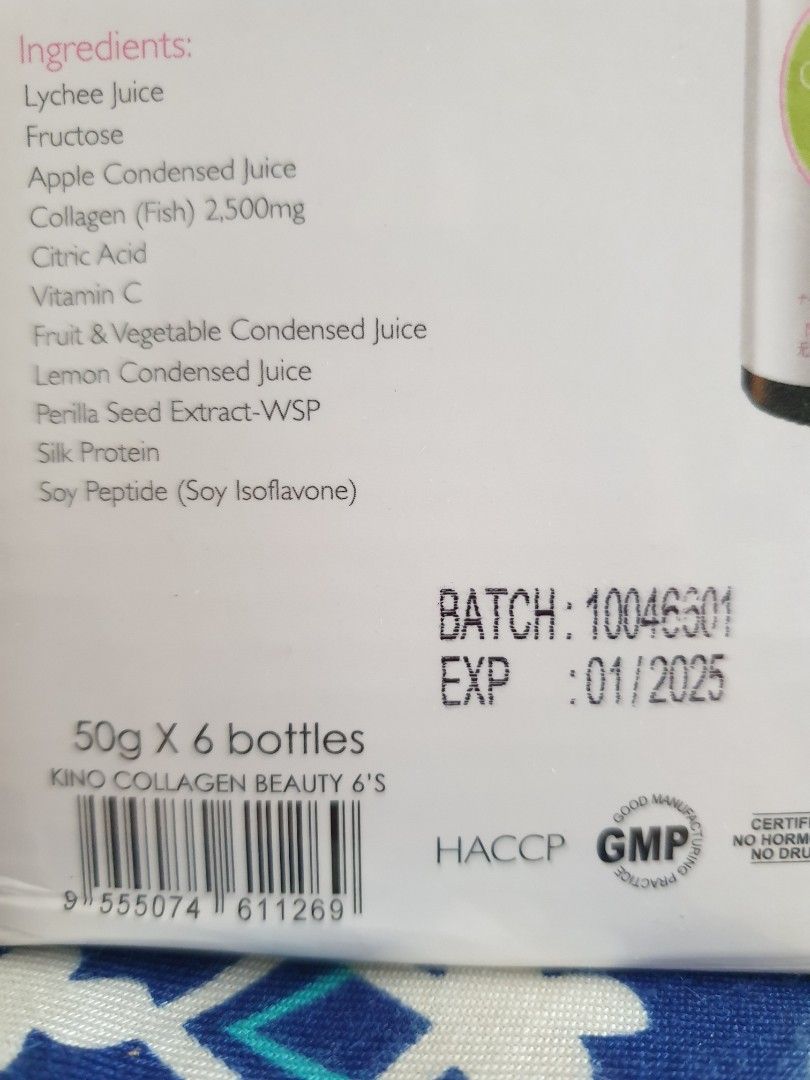 Ingredients:
Lychee Juice
Fructose
Apple Condensed Juice
Collagen (Fish) 2,500mg
Citric Acid
Vitamin C
Fruit & Vegetable Condensed Juice
Lemon Condensed Juice
Perilla Seed Extract-WSP
Silk Protein
Soy Peptide (Soy Isoflavone)
BATCH: 10046601
EXP :01/2025
50g X 6 bottles
KINO COLLAGEN BEAUTY 6'S
9 555074 611269
HACCP
GOOD MANUFACTURING PRACTICE
GMP
CERTIFI
NO HORM
NO DRU